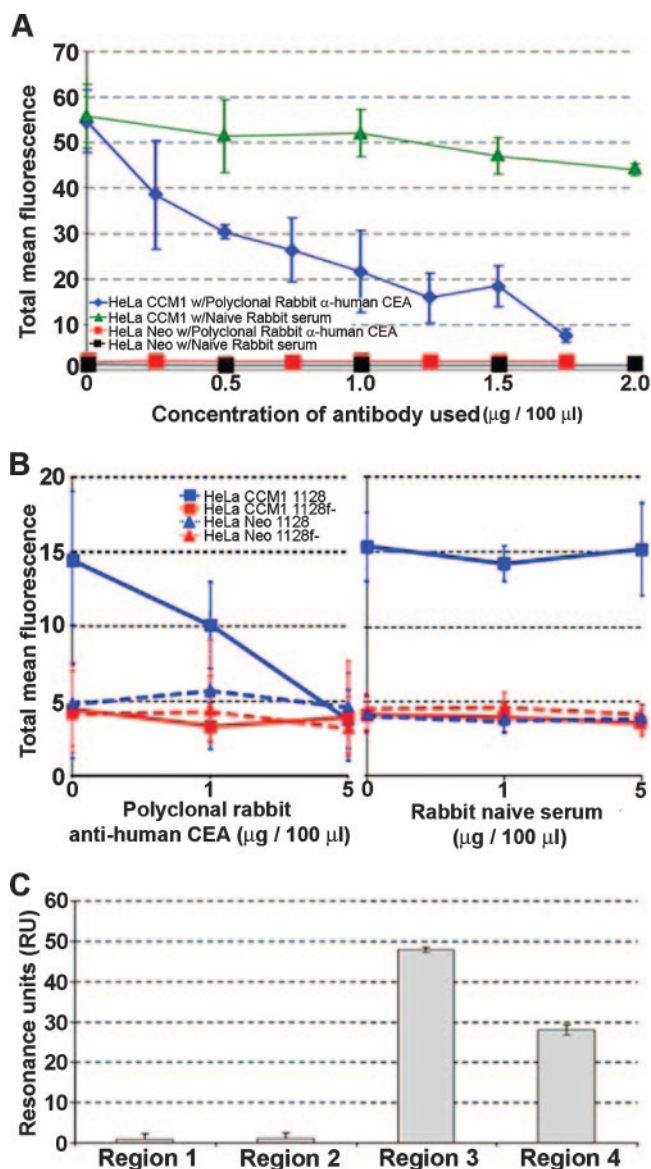 A
70
60
50
40
30
20
10
0
Total mean fluorescence
HeLa CCM1 w/Polyclonal Rabbit α-human CEA
HeLa CCM1 w/Naive Rabbit serum
HeLa Neo w/Polyclonal Rabbit α-human CEA
HeLa Neo w/Naive Rabbit serum
0 0.5 1.0 1.5 2.0
Concentration of antibody used (µg / 100 µl)
B
20
15
10
5
0
Total mean fluorescence
HeLa CCM1 1128
HeLa CCM1 1128f-
HeLa Neo 1128
HeLa Neo 1128f-
0 1 5
Polyclonal rabbit
anti-human CEA (µg / 100 µl)
0 1 5
Rabbit naive serum
(µg / 100 µl)
C
60
50
40
30
20
10
0
Resonance units (RU)
Region 1 Region 2 Region 3 Region 4